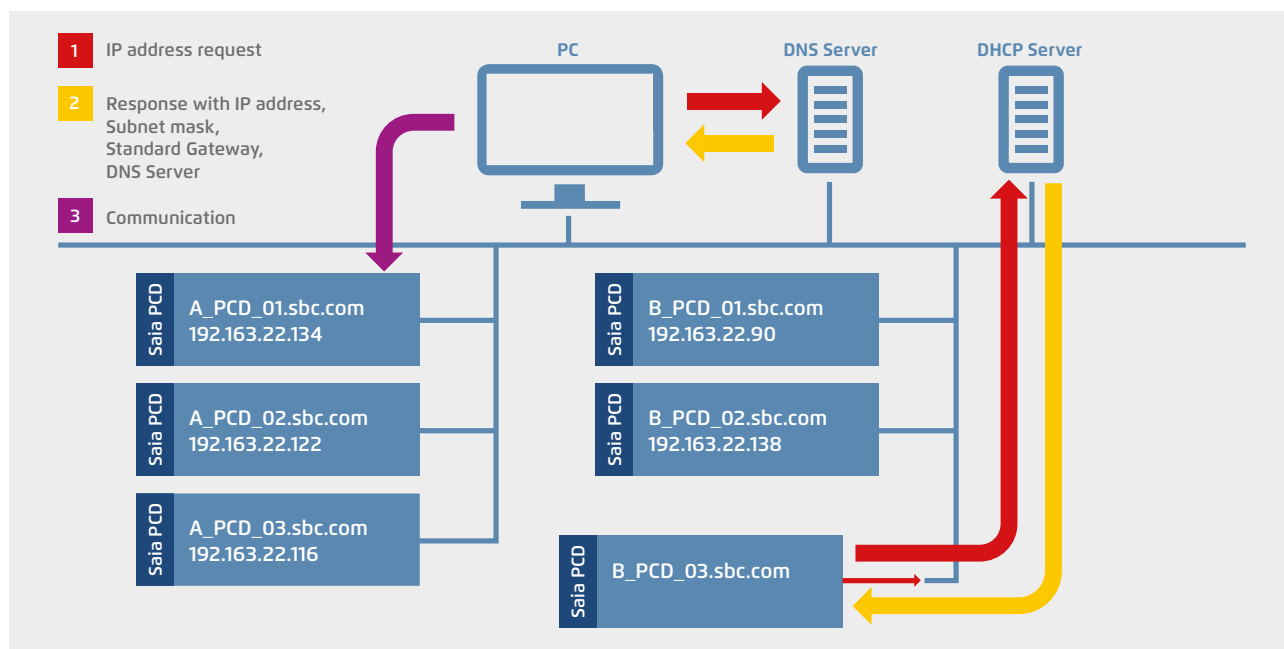 1 IP address request
2 Response with IP address,
Subnet mask,
Standard Gateway,
DNS Server
3 Communication
PC
DNS Server
DHCP Server
Saia PCD
A_PCD_01.sbc.com
192.163.22.134
Saia PCD
A_PCD_02.sbc.com
192.163.22.122
Saia PCD
A_PCD_03.sbc.com
192.163.22.116
Saia PCD
B_PCD_01.sbc.com
192.163.22.90
Saia PCD
B_PCD_02.sbc.com
192.163.22.138
Saia PCD
B_PCD_03.sbc.com